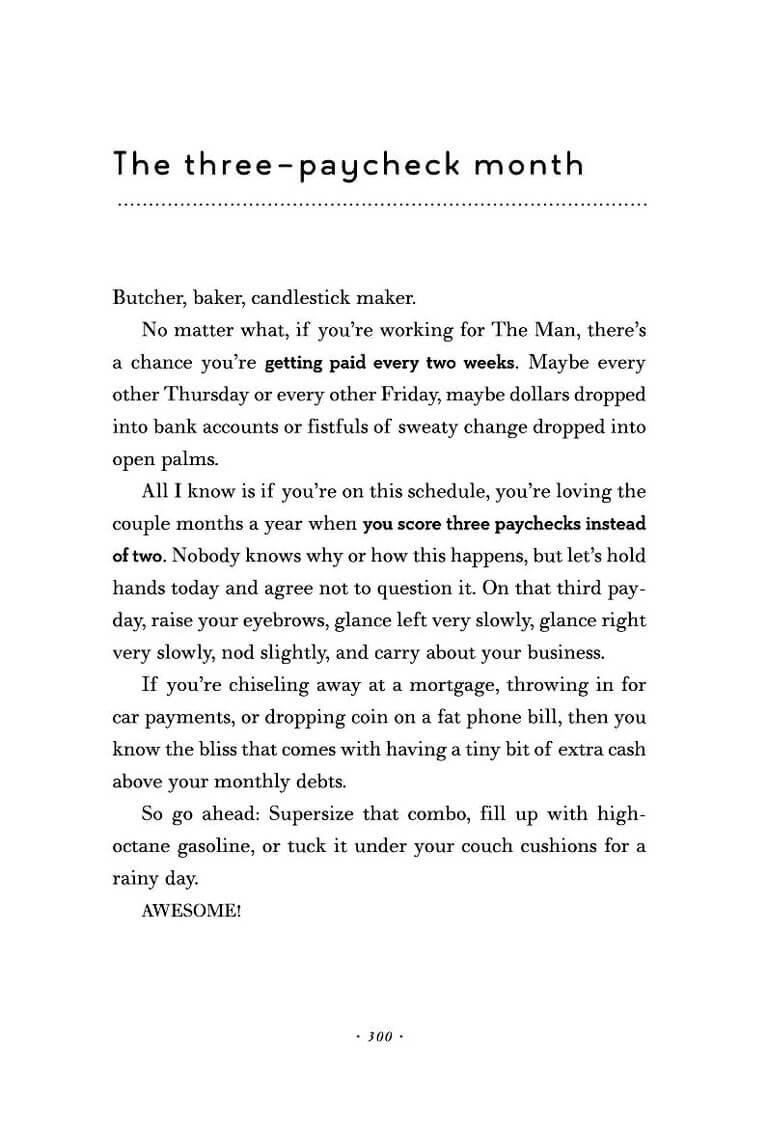 The three-paycheck month
Butcher, baker, candlestick maker.
No matter what, if you're working for The Man, there's
a chance you're getting paid every two weeks. Maybe every
other Thursday or every other Friday, maybe dollars dropped
into bank accounts or fistfuls of sweaty change dropped into
open palms.
All I know is if you're on this schedule, you're loving the
couple months a year when you score three paychecks instead
of two. Nobody knows why or how this happens, but let's hold
hands today and agree not to question it. On that third pay-
day, raise your eyebrows, glance left very slowly, glance right
very slowly, nod slightly, and carry about your business.
If you're chiseling away at a mortgage, throwing in for
car payments, or dropping coin on a fat phone bill, then you
know the bliss that comes with having a tiny bit of extra cash
above your monthly debts.
So go ahead: Supersize that combo, fill up with high-
octane gasoline, or tuck it under your couch cushions for a
rainy day.
AWESOME!
· 300 ·